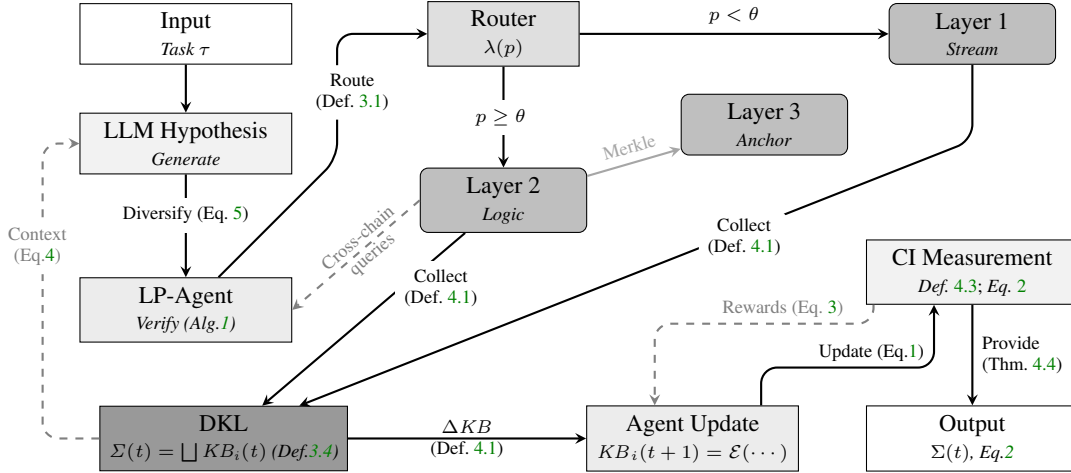 Input
Task τ
Router
λ(p)
p < θ
Layer 1
Stream
Route
(Def. 3.1)
p ≥ θ
LLM Hypothesis
Generate
Layer 3
Anchor
Merkle
Layer 2
Logic
Diversify (Eq. 5)
Context
(Eq.4)
Cross-chain
queries
Collect
(Def. 4.1)
Collect
(Def. 4.1)
LP-Agent
Verify (Alg.1)
CI Measurement
Def. 4.3; Eq. 2
Rewards (Eq. 3)
Update (Eq.1)
Provide
(Thm. 4.4)
DKL
Σ(t) = ⨆ KB_i(t) (Def.3.4)
ΔKB
(Def. 4.1)
Agent Update
KB_i(t + 1) = ℰ(⋯)
Output
Σ(t), Eq.2